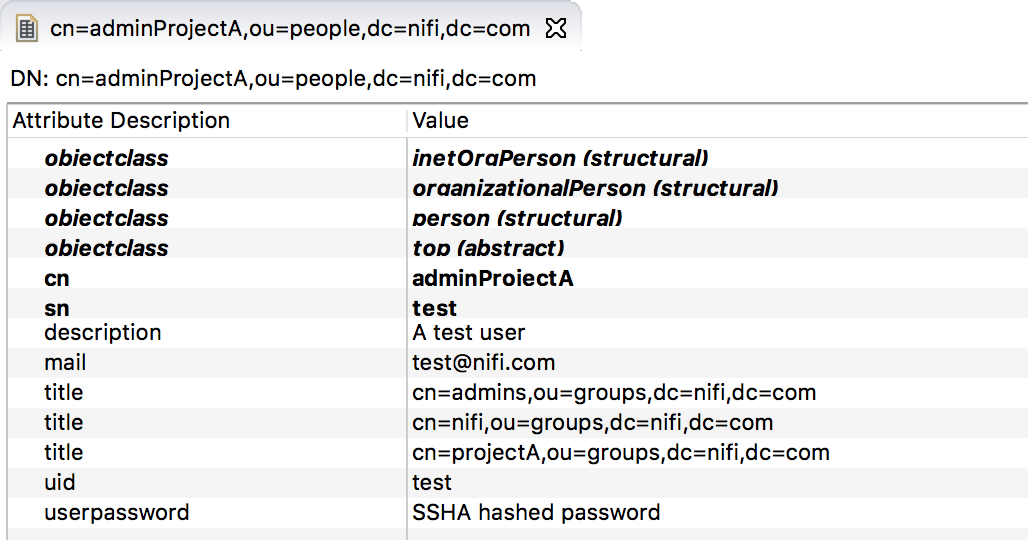 cn=adminProjectA,ou=people,dc=nifi,dc=com
DN: cn=adminProjectA,ou=people,dc=nifi,dc=com
Attribute Description Value
objectclass inetOrgPerson (structural)
objectclass organizationalPerson (structural)
objectclass person (structural)
objectclass top (abstract)
cn adminProjectA
sn test
description A test user
mail test@nifi.com
title cn=admins,ou=groups,dc=nifi,dc=com
title cn=nifi,ou=groups,dc=nifi,dc=com
title cn=projectA,ou=groups,dc=nifi,dc=com
uid test
userpassword SSHA hashed password